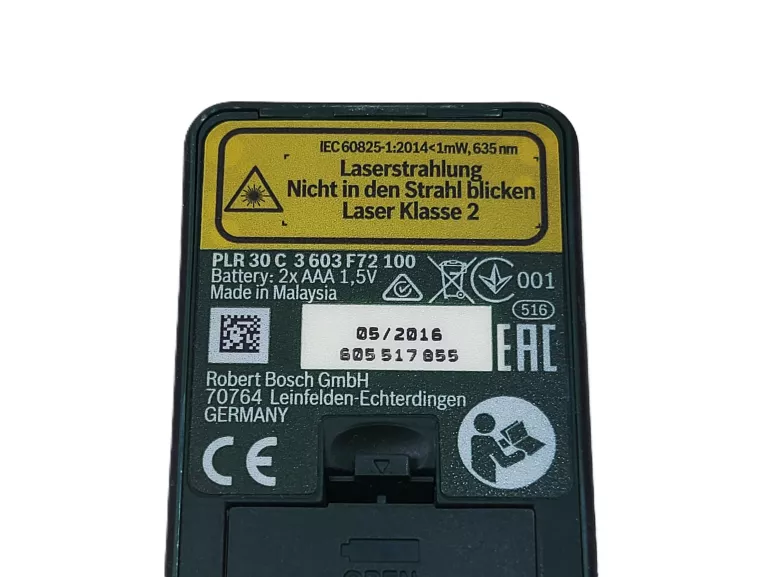 IEC 60825-1:2014<1mW, 635 nm
Laserstrahlung
Nicht in den Strahl blicken
Laser Klasse 2
PLR 30 C 3 603 F72 100
Battery: 2x AAA 1,5V
Made in Malaysia
001
516
05/2016
605 517 855
EAC
Robert Bosch GmbH
70764 Leinfelden-Echterdingen
GERMANY
CE
OPEN